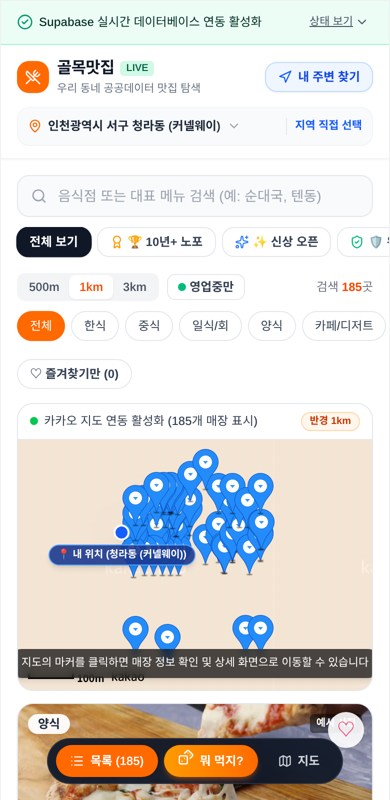 Supabase 실시간 데이터베이스 연동 활성화 상태 보기
골목맛집 LIVE
우리 동네 공공데이터 맛집 탐색
내 주변 찾기
인천광역시 서구 청라동 (커넬웨이) 지역 직접 선택
음식점 또는 대표 메뉴 검색 (예: 순대국, 텐동)
전체 보기 🏆 10년+ 노포 ✨ 신상 오픈 🛡️
500m 1km 3km 영업중만 검색 185곳
전체 한식 중식 일식/회 양식 카페/디저트
♡ 즐겨찾기만 (0)
카카오 지도 연동 활성화 (185개 매장 표시) 반경 1km
📍 내 위치 (청라동 (커넬웨이))
지도의 마커를 클릭하면 매장 정보 확인 및 상세 화면으로 이동할 수 있습니다
100m kakao
양식
목록 (185) 뭐 먹지? 지도